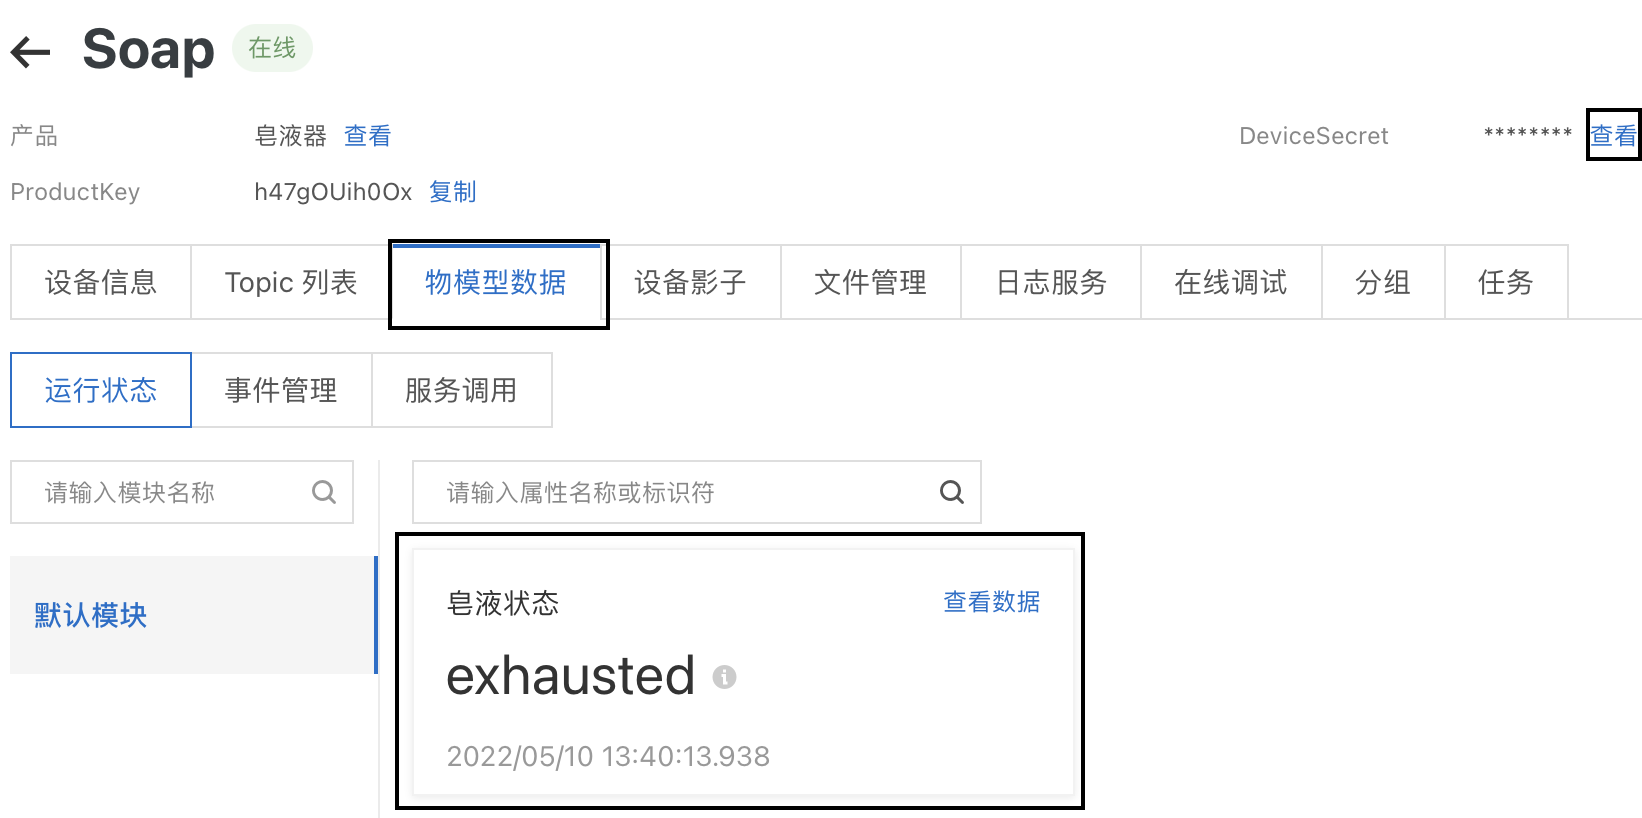 Soap 在线
产品 皂液器 查看 DeviceSecret ******** 查看
ProductKey h47gOUih0Ox 复制
设备信息 Topic 列表 物模型数据 设备影子 文件管理 日志服务 在线调试 分组 任务
运行状态 事件管理 服务调用
请输入模块名称 请输入属性名称或标识符
默认模块
皂液状态 查看数据
exhausted
2022/05/10 13:40:13.938